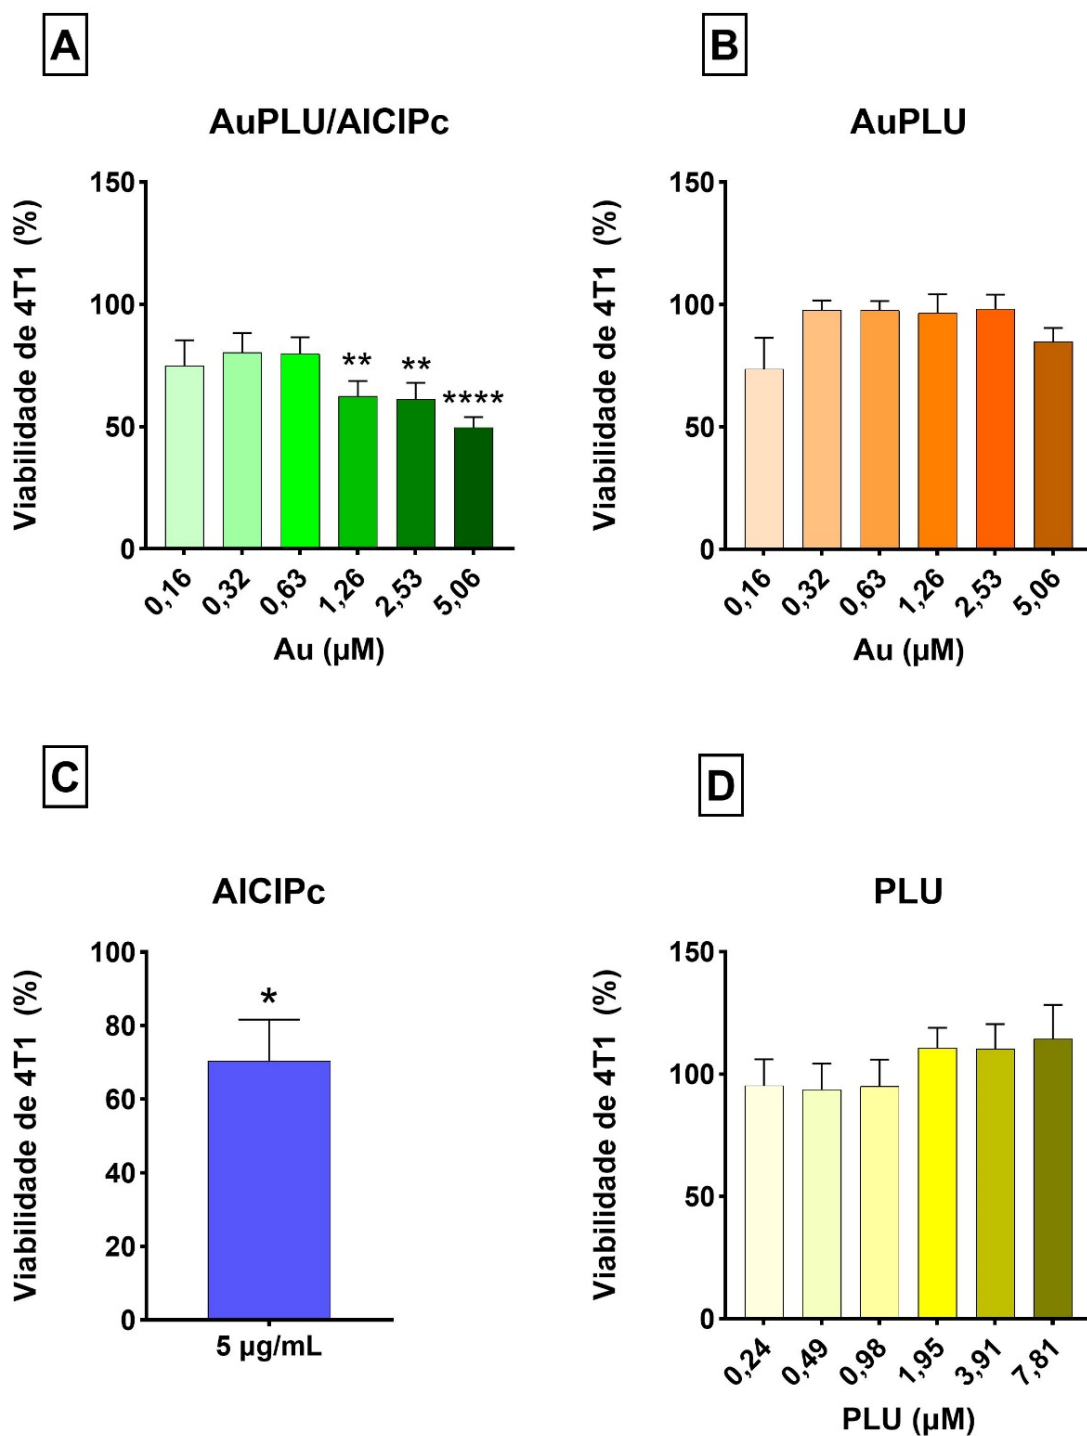 A
AuPLU/AlClPc
Viabilidade de 4T1 (%)
150
100
50
0
** ** ****
0,16 0,32 0,63 1,26 2,53 5,06
Au (µM)
B
AuPLU
Viabilidade de 4T1 (%)
150
100
50
0
0,16 0,32 0,63 1,26 2,53 5,06
Au (µM)
C
AlClPc
Viabilidade de 4T1 (%)
100
80
60
40
20
0
*
5 µg/mL
D
PLU
Viabilidade de 4T1 (%)
150
100
50
0
0,24 0,49 0,98 1,95 3,91 7,81
PLU (µM)